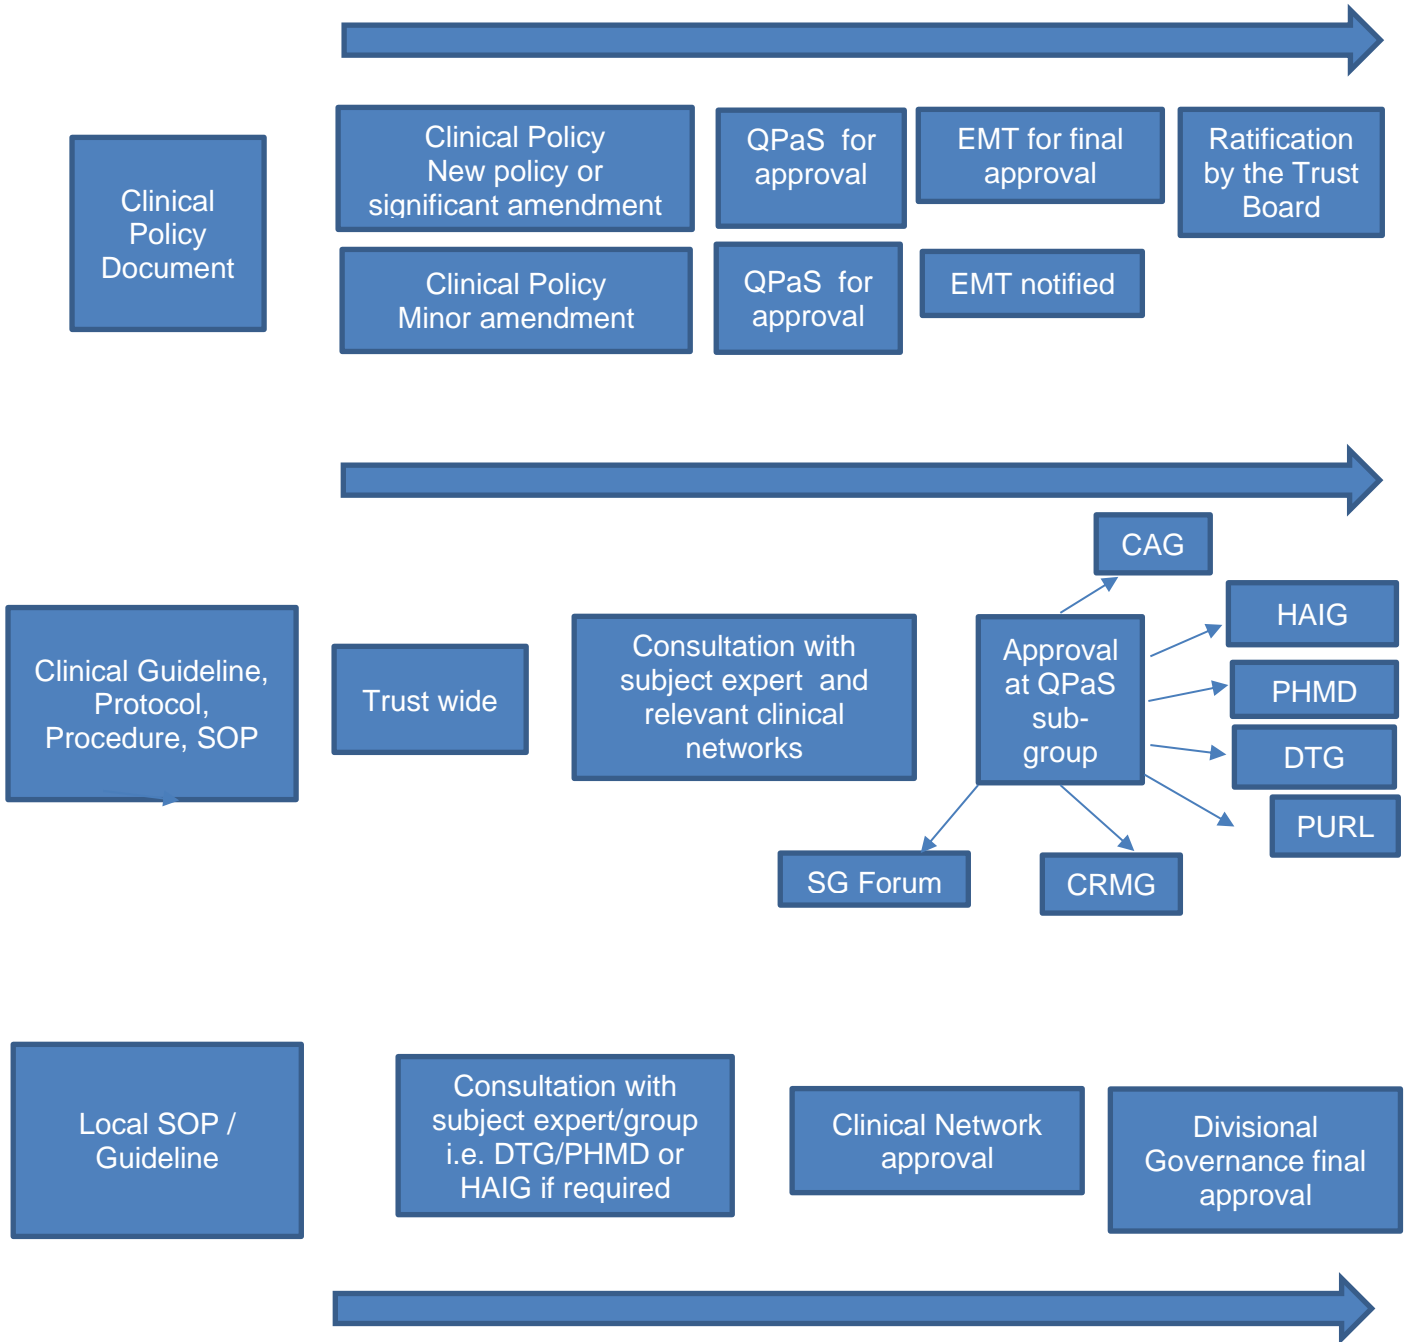 Clinical
Policy
Document
Clinical Policy
New policy or
significant amendment
QPaS for
approval
EMT for final
approval
Ratification
by the Trust
Board
Clinical Policy
Minor amendment
QPaS for
approval
EMT notified
Clinical Guideline,
Protocol,
Procedure, SOP
Trust wide
Consultation with
subject expert and
relevant clinical
networks
Approval
at QPaS
sub-
group
CAG
HAIG
PHMD
DTG
PURL
SG Forum
CRMG
Local SOP /
Guideline
Consultation with
subject expert/group
i.e. DTG/PHMD or
HAIG if required
Clinical Network
approval
Divisional
Governance final
approval